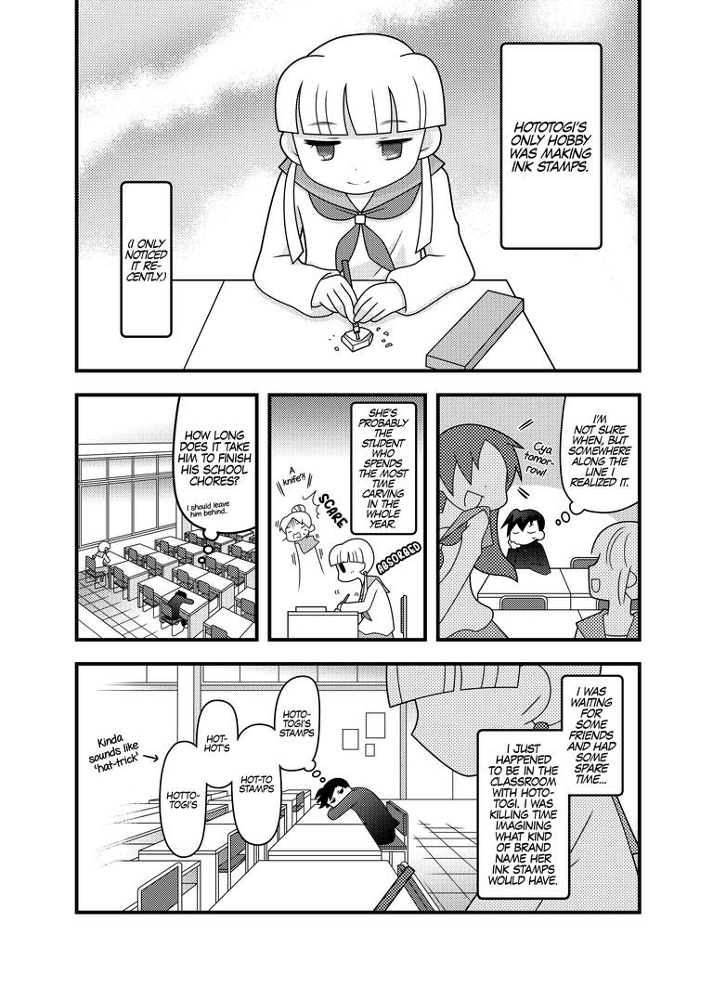 HOTOTOGI'S
ONLY HOBBY
WAS MAKING
INK STAMPS.
(I ONLY
NOTICED
IT RE-
CENTLY.)
I'M
NOT SURE
WHEN, BUT
SOMEWHERE
ALONG
THE LINE I
REALIZED IT.
Cya
tomor-
row!
SHE'S
PROBABLY
THE
STUDENT
WHO
SPENDS
THE MOST
TIME
CARVING
IN THE
WHOLE
YEAR.
A
knife?!
SCARE
ABSORBED
HOW LONG
DOES IT TAKE
HIM TO FINISH
HIS SCHOOL
CHORES?
I should leave
him behind..
I WAS
WAITING
FOR
SOME
FRIENDS
AND HAD
SOME
SPARE
TIME...
I JUST
HAPPENED
TO BE IN THE
CLASSROOM
WITH HOTO-
TOGI. I WAS
KILLING TIME
IMAGINING
WHAT KIND
OF BRAND
NAME HER
INK STAMPS
WOULD HAVE.
HOTO-
TOGI'S
STAMPS
HOT-TO
STAMPS
HOT-
HOT'S
HOTTO-
TOGI'S
Kinda
sounds like
'hat-trick'